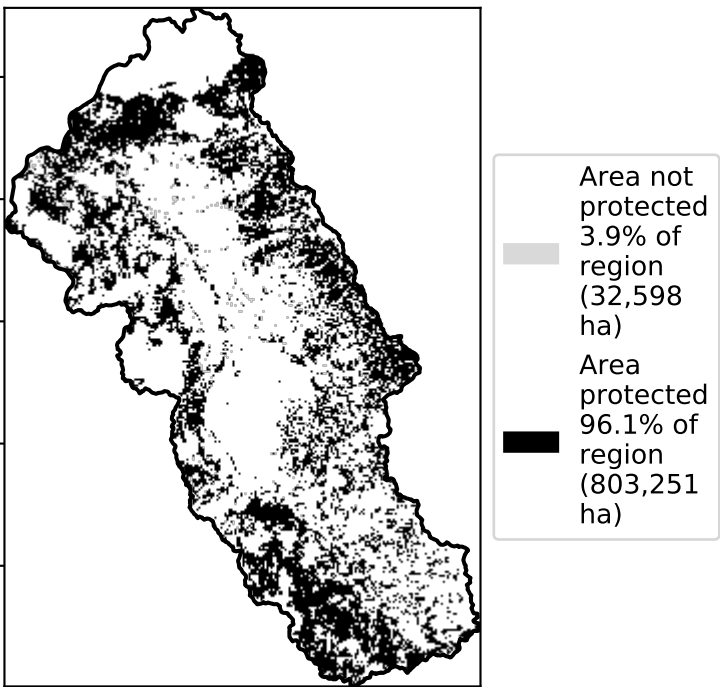 Area not
protected
3.9% of
region
(32,598
ha)
Area
protected
96.1% of
region
(803,251
ha)